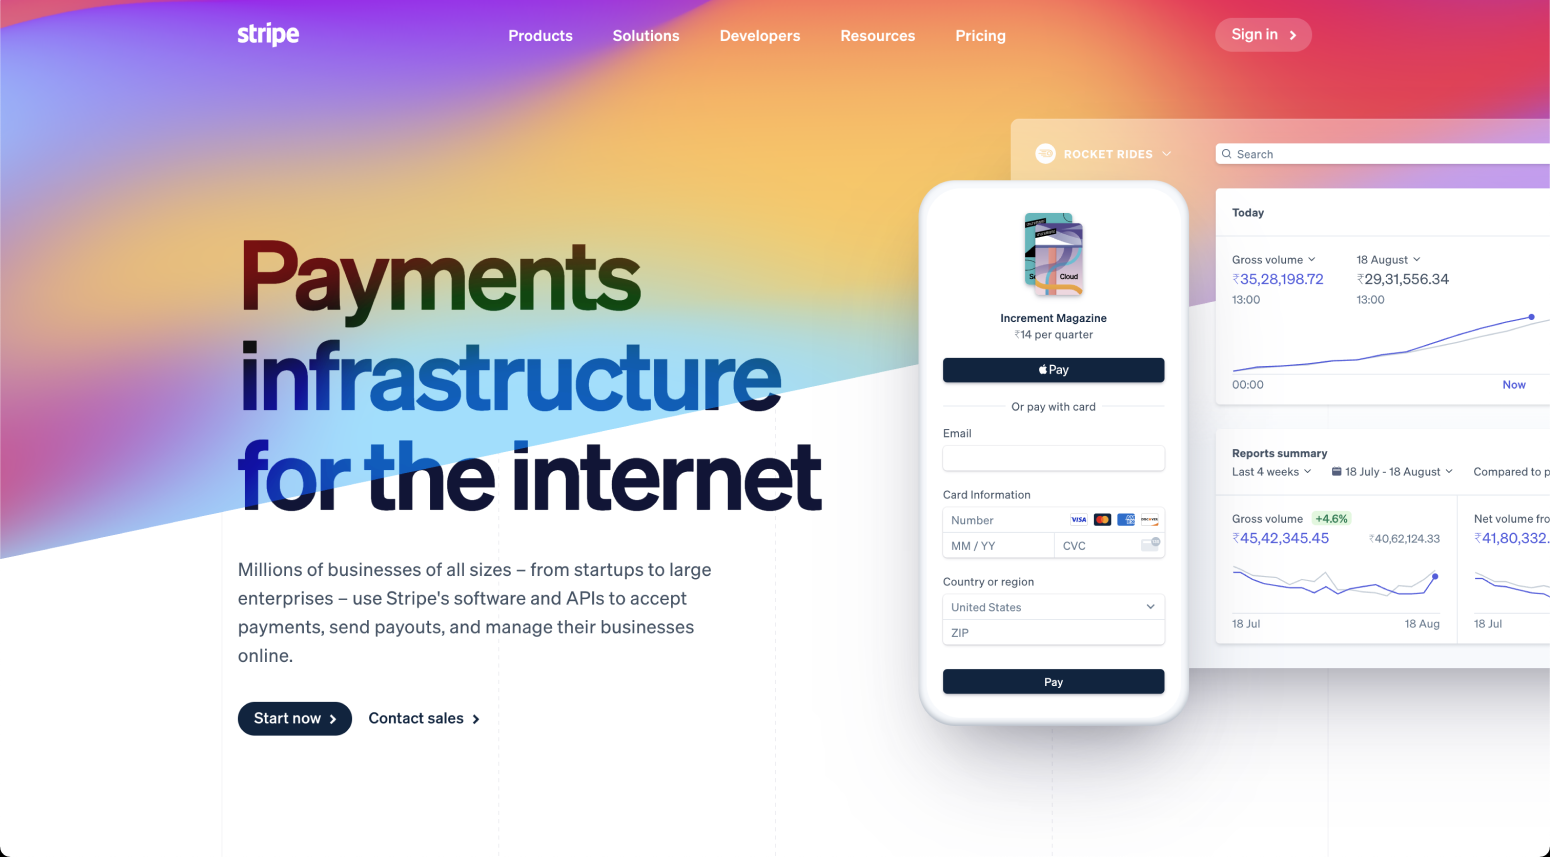 stripe
Products
Solutions
Developers
Resources
Pricing
Sign in
Payments
infrastructure
for the internet
Millions of businesses of all sizes – from startups to large
enterprises – use Stripe's software and APIs to accept
payments, send payouts, and manage their businesses
online.
Start now
Contact sales
Cloud
Increment Magazine
₹14 per quarter
Pay
Or pay with card
Email
Card Information
Number
VISA
MM / YY
CVC
Country or region
United States
ZIP
Pay
ROCKET RIDES
Search
Today
Gross volume
18 August
₹35,28,198.72
₹29,31,556.34
13:00
13:00
00:00
Now
Reports summary
Last 4 weeks
18 July - 18 August
Compared to
Gross volume +4.6%
₹45,42,345.45
₹40,62,124.33
18 Jul
18 Aug
Net volume
₹41,80,332.
18 Jul